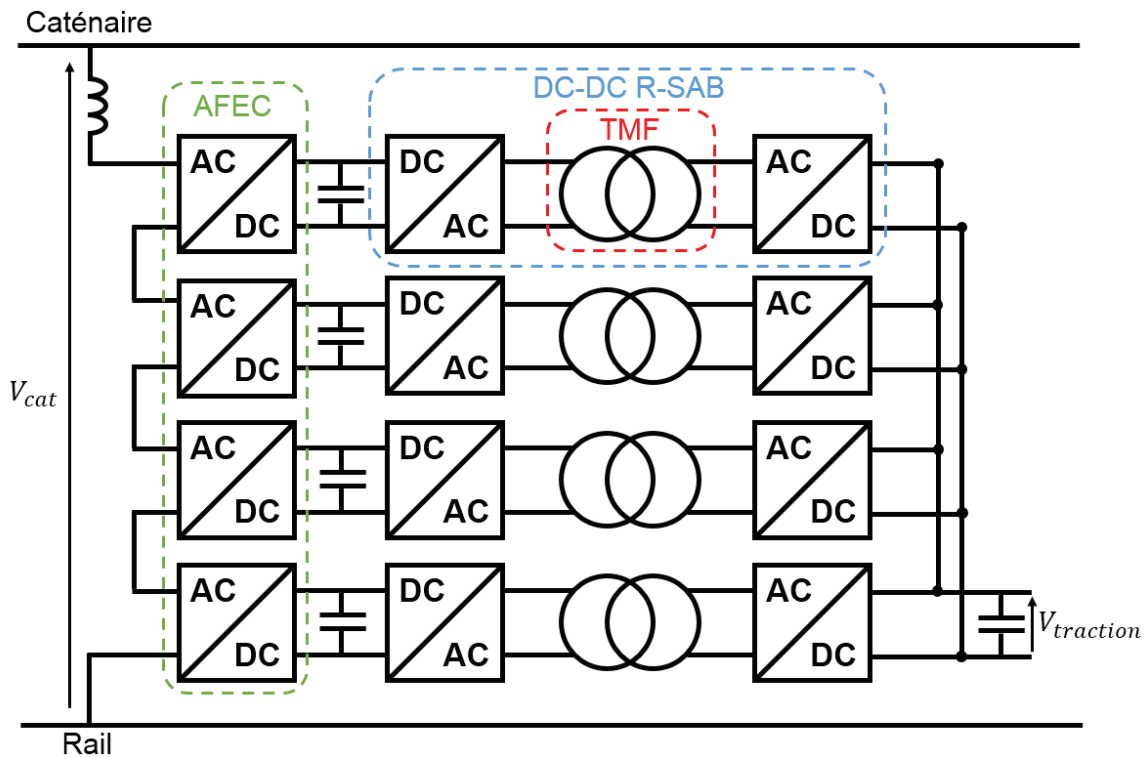 Caténaire
DC-DC R-SAB
AFEC
TMF
AC
DC
DC
AC
AC
DC
AC
DC
DC
AC
AC
DC
V_cat
AC
DC
DC
AC
AC
DC
AC
DC
DC
AC
AC
DC
V_traction
Rail